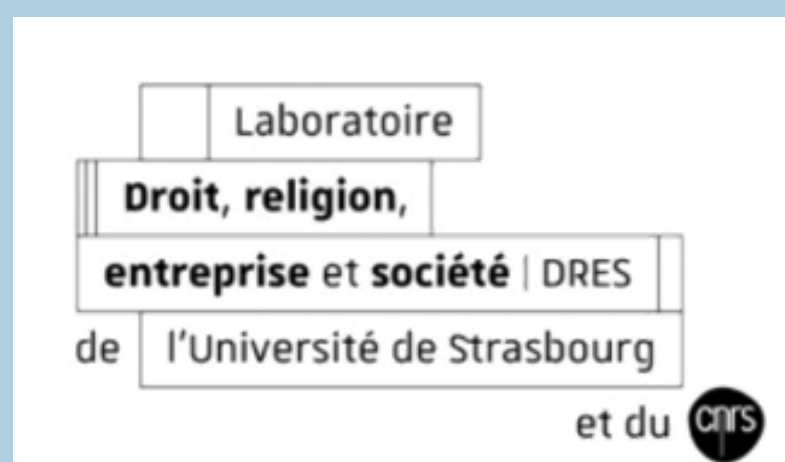 Laboratoire
Droit, religion,
entreprise et société | DRES
de l'Université de Strasbourg
et du cnrs